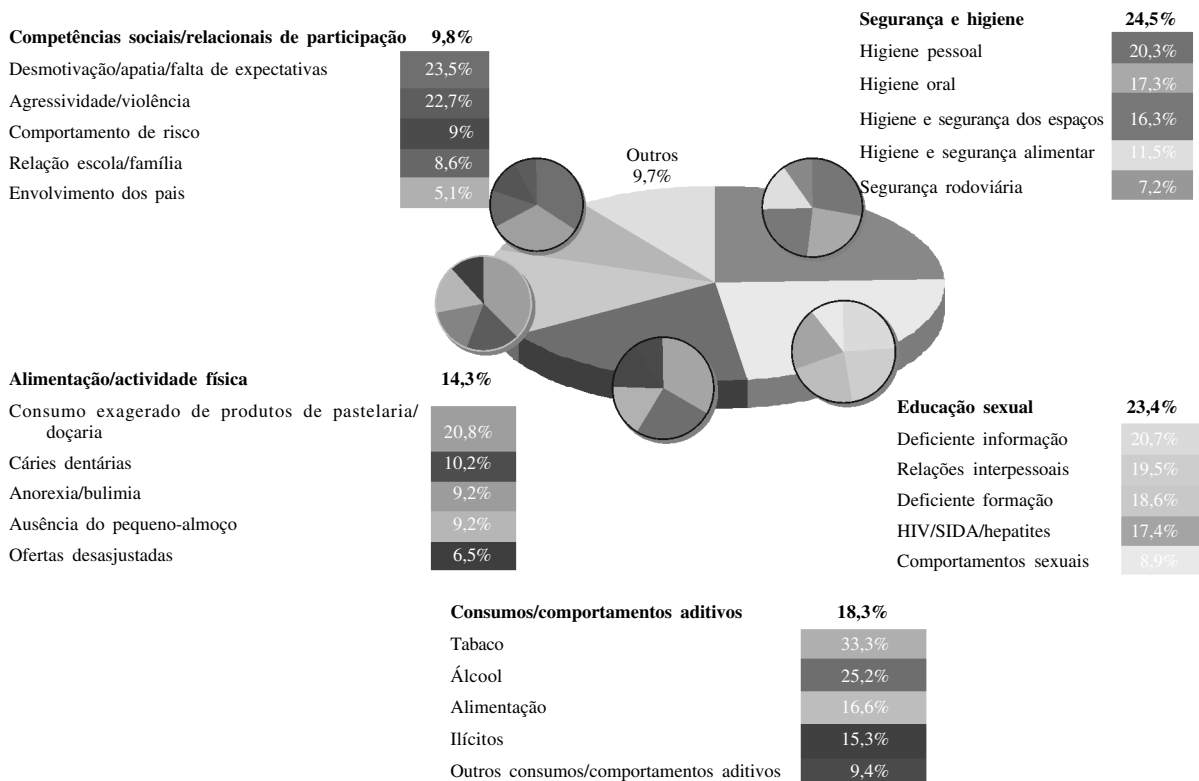 Competências sociais/relacionais de participação 9,8%
Desmotivação/apatia/falta de expectativas 23,5%
Agressividade/violência 22,7%
Comportamento de risco 9%
Relação escola/família 8,6%
Envolvimento dos pais 5,1%
Outros
9,7%
Segurança e higiene 24,5%
Higiene pessoal 20,3%
Higiene oral 17,3%
Higiene e segurança dos espaços 16,3%
Higiene e segurança alimentar 11,5%
Segurança rodoviária 7,2%
Alimentação/actividade física 14,3%
Consumo exagerado de produtos de pastelaria/
doçaria 20,8%
Cáries dentárias 10,2%
Anorexia/bulimia 9,2%
Ausência do pequeno-almoço 9,2%
Ofertas desasjustadas 6,5%
Educação sexual 23,4%
Deficiente informação 20,7%
Relações interpessoais 19,5%
Deficiente formação 18,6%
HIV/SIDA/hepatites 17,4%
Comportamentos sexuais 8,9%
Consumos/comportamentos aditivos 18,3%
Tabaco 33,3%
Álcool 25,2%
Alimentação 16,6%
Ilícitos 15,3%
Outros consumos/comportamentos aditivos 9,4%